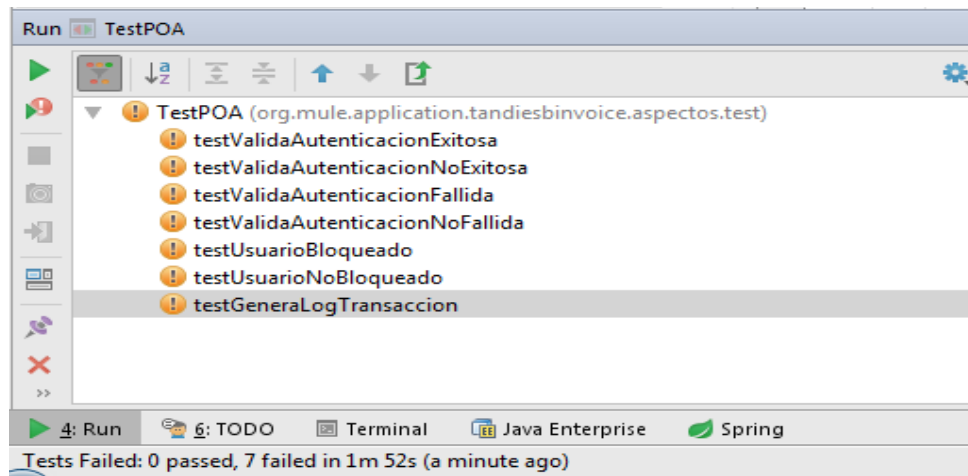 Run TestPOA
TestPOA (org.mule.application.tandiesbinvoice.aspectos.test)
testValidaAutenticacionExitosa
testValidaAutenticacionNoExitosa
testValidaAutenticacionFallida
testValidaAutenticacionNoFallida
testUsuarioBloqueado
testUsuarioNoBloqueado
testGeneraLogTransaccion
4: Run 6: TODO Terminal Java Enterprise Spring
Tests Failed: 0 passed, 7 failed in 1m 52s (a minute ago)